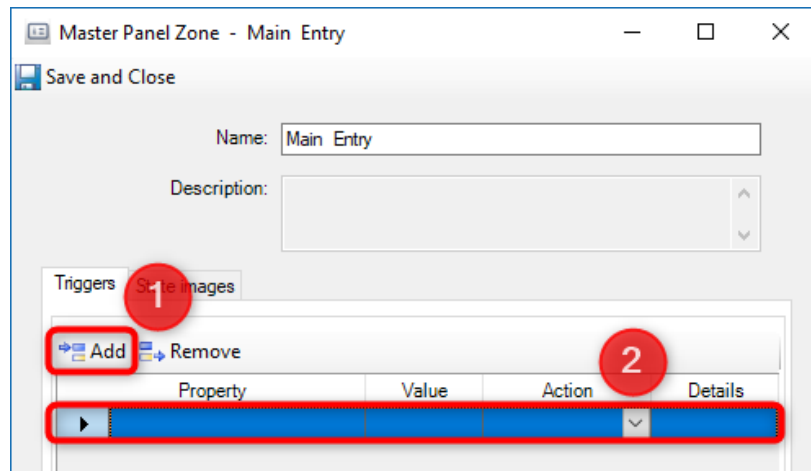 Master Panel Zone - Main Entry
Save and Close
Name: Main Entry
Description:
Triggers State images
1
Add Remove
2
Property Value Action Details